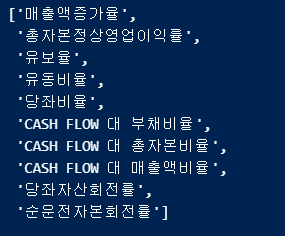 ['매출액증가율',
'총자본정상영업이익률',
'유보율',
'유동비율',
'당좌비율',
'CASH FLOW 대 부채비율',
'CASH FLOW 대 총자본비율',
'CASH FLOW 대 매출액비율',
'당좌자산회전률',
'순운전자본회전률']